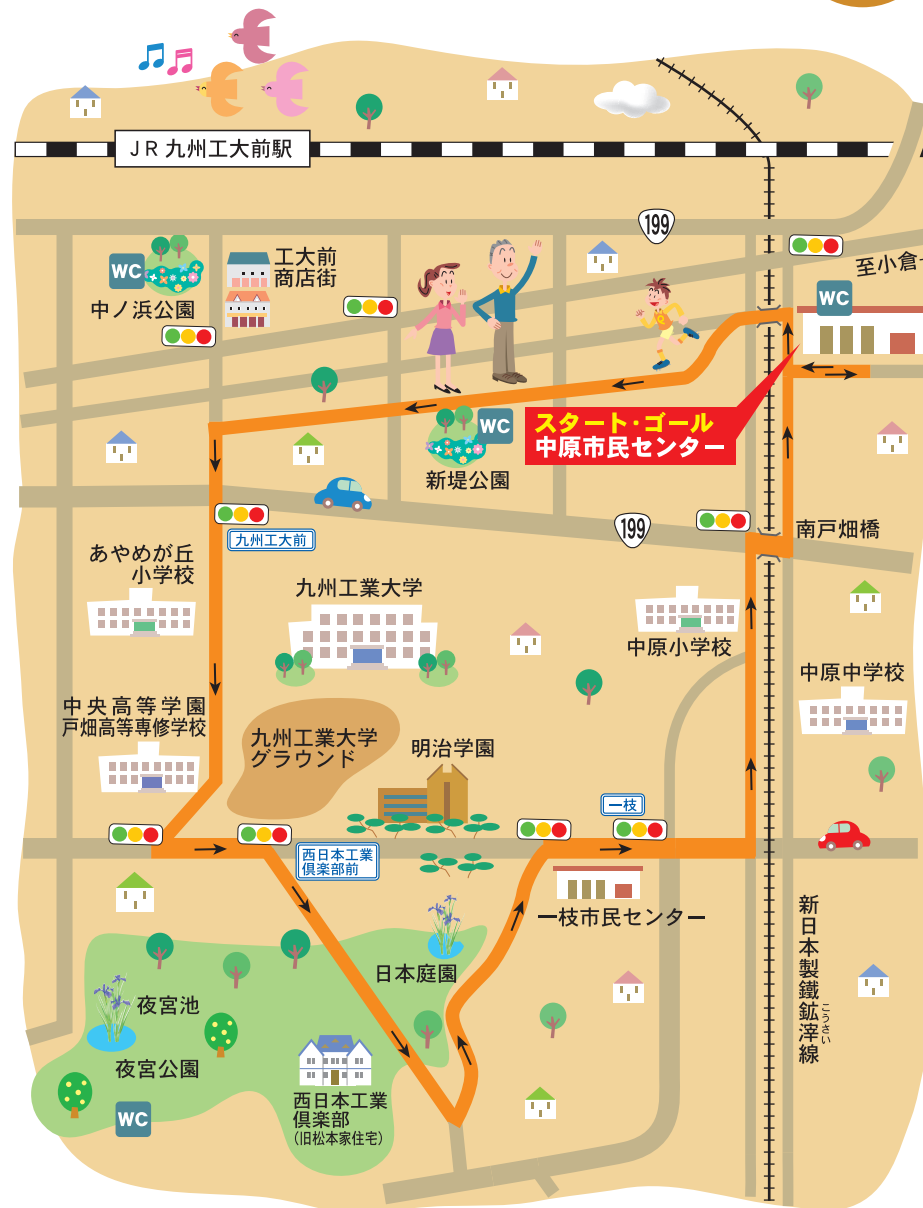 JR 九州工大前駅
199
至小倉
WC
工大前
商店街
WC
中ノ浜公園
スタート・ゴール
中原市民センター
WC
新堤公園
九州工大前
199
南戸畑橋
あやめが丘
小学校
九州工業大学
中原小学校
中原中学校
中央高等学園
戸畑高等専修学校
九州工業大学
グラウンド
明治学園
一枝
西日本工業
倶楽部前
一枝市民センター
新日本製鐵鉱滓線
こうさい
日本庭園
夜宮池
夜宮公園
WC
西日本工業
倶楽部
(旧松本家住宅)